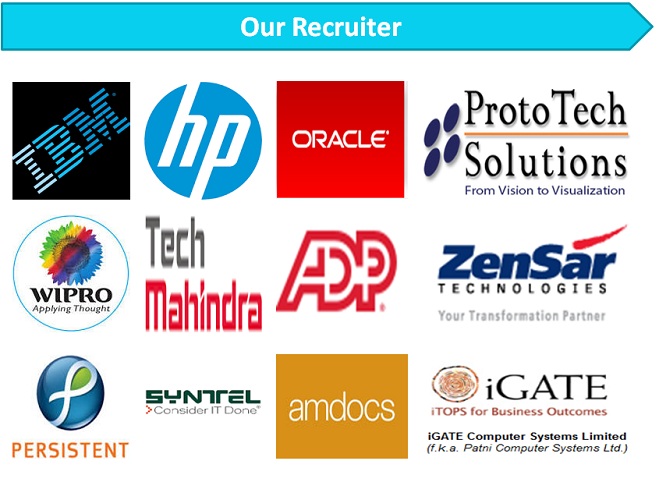 Our Recruiter
IBM
hp
ORACLE®
ProtoTech
Solutions
From Vision to Visualization
WIPRO
Applying Thought
Tech
Mahindra
ADP
ZenSar
TECHNOLOGIES
Your Transformation Partner
PERSISTENT
SYNTEL
Consider IT Done®
amdocs
iGATE
iTOPS for Business Outcomes
iGATE Computer Systems Limited
(f.k.a. Patni Computer Systems Ltd.)